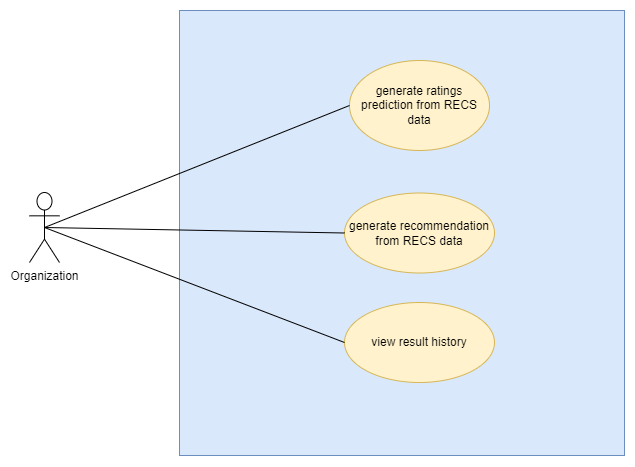 generate ratings
prediction from RECS
data
generate recommendation
from RECS data
Organization
view result history